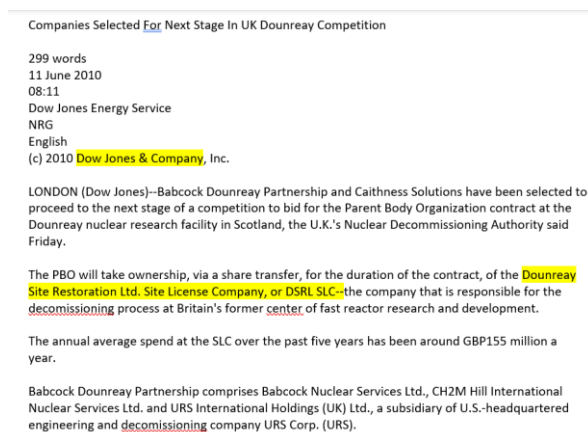 Companies Selected For Next Stage In UK Dounreay Competition
299 words
11 June 2010
08:11
Dow Jones Energy Service
NRG
English
(c) 2010 Dow Jones & Company, Inc.
LONDON (Dow Jones)--Babcock Dounreay Partnership and Caithness Solutions have been selected to
proceed to the next stage of a competition to bid for the Parent Body Organization contract at the
Dounreay nuclear research facility in Scotland, the U.K.'s Nuclear Decommissioning Authority said
Friday.
The PBO will take ownership, via a share transfer, for the duration of the contract, of the Dounreay
Site Restoration Ltd. Site License Company, or DSRL SLC--the company that is responsible for the
decomissioning process at Britain's former center of fast reactor research and development.
The annual average spend at the SLC over the past five years has been around GBP155 million a
year.
Babcock Dounreay Partnership comprises Babcock Nuclear Services Ltd., CH2M Hill International
Nuclear Services Ltd. and URS International Holdings (UK) Ltd., a subsidiary of U.S.-headquartered
engineering and decomissioning company URS Corp. (URS).